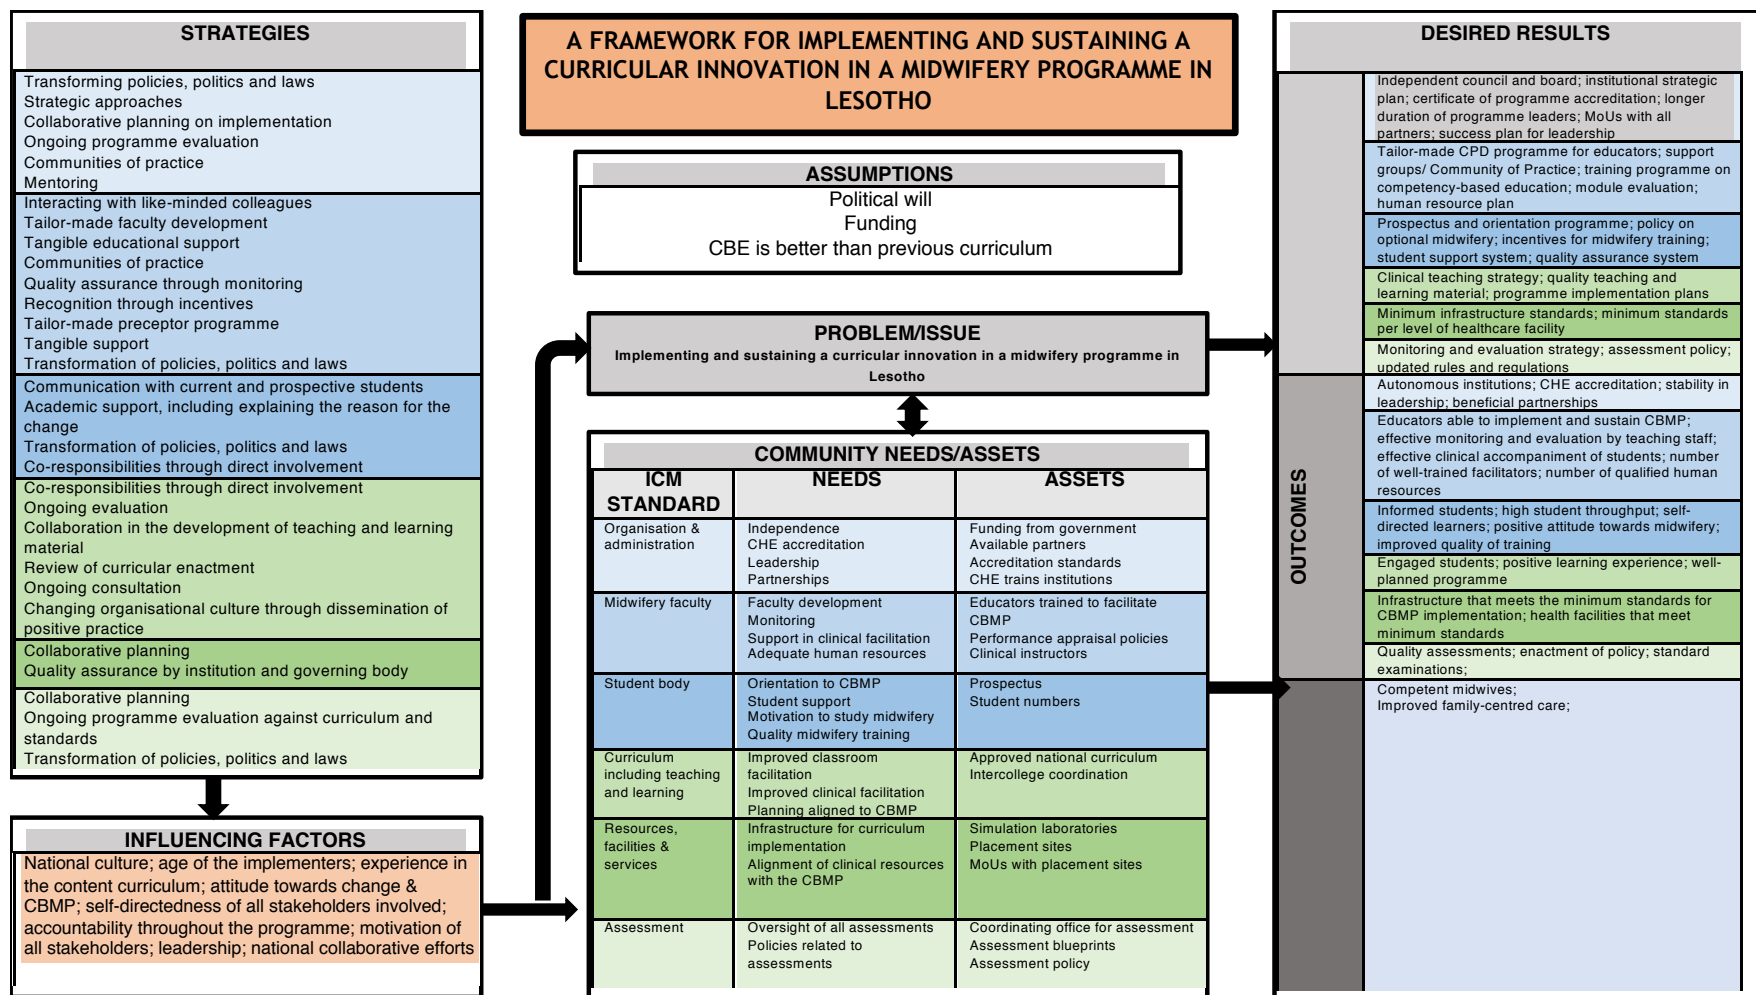 STRATEGIES
Transforming policies, politics and laws
Strategic approaches
Collaborative planning on implementation
Ongoing programme evaluation
Communities of practice
Mentoring
Interacting with like-minded colleagues
Tailor-made faculty development
Tangible educational support
Communities of practice
Quality assurance through monitoring
Recognition through incentives
Tailor-made preceptor programme
Tangible support
Transformation of policies, politics and laws
Communication with current and prospective students
Academic support, including explaining the reason for the
change
Transformation of policies, politics and laws
Co-responsibilities through direct involvement
Co-responsibilities through direct involvement
Ongoing evaluation
Collaboration in the development of teaching and learning
material
Review of curricular enactment
Ongoing consultation
Changing organisational culture through dissemination of
positive practice
Collaborative planning
Quality assurance by institution and governing body
Collaborative planning
Ongoing programme evaluation against curriculum and
standards
Transformation of policies, politics and laws
INFLUENCING FACTORS
National culture; age of the implementers; experience in
the content curriculum; attitude towards change &
CBMP; self-directedness of all stakeholders involved;
accountability throughout the programme; motivation of
all stakeholders; leadership; national collaborative efforts
A FRAMEWORK FOR IMPLEMENTING AND SUSTAINING A
CURRICULAR INNOVATION IN A MIDWIFERY PROGRAMME IN
LESOTHO
ASSUMPTIONS
Political will
Funding
CBE is better than previous curriculum
PROBLEM/ISSUE
Implementing and sustaining a curricular innovation in a midwifery programme in
Lesotho
COMMUNITY NEEDS/ASSETS
ICM
STANDARD
NEEDS
ASSETS
Organisation &
administration
Independence
CHE accreditation
Leadership
Partnerships
Funding from government
Available partners
Accreditation standards
CHE trains institutions
Midwifery faculty
Faculty development
Monitoring
Support in clinical facilitation
Adequate human resources
Educators trained to facilitate
CBMP
Performance appraisal policies
Clinical instructors
Student body
Orientation to CBMP
Student support
Motivation to study midwifery
Quality midwifery training
Prospectus
Student numbers
Curriculum
including teaching
and learning
Improved classroom
facilitation
Improved clinical facilitation
Planning aligned to CBMP
Approved national curriculum
Intercollege coordination
Resources,
facilities &
services
Infrastructure for curriculum
implementation
Alignment of clinical resources
with the CBMP
Simulation laboratories
Placement sites
MoUs with placement sites
Assessment
Oversight of all assessments
Policies related to
assessments
Coordinating office for assessment
Assessment blueprints
Assessment policy
DESIRED RESULTS
Independent council and board; institutional strategic
plan; certificate of programme accreditation; longer
duration of programme leaders; MoUs with all
partners; success plan for leadership
Tailor-made CPD programme for educators; support
groups/ Community of Practice; training programme on
competency-based education; module evaluation;
human resource plan
Prospectus and orientation programme; policy on
optional midwifery; incentives for midwifery training;
student support system; quality assurance system
Clinical teaching strategy; quality teaching and
learning material; programme implementation plans
Minimum infrastructure standards; minimum standards
per level of healthcare facility
Monitoring and evaluation strategy; assessment policy;
updated rules and regulations
OUTCOMES
Autonomous institutions; CHE accreditation; stability in
leadership; beneficial partnerships
Educators able to implement and sustain CBMP;
effective monitoring and evaluation by teaching staff;
effective clinical accompaniment of students; number
of well-trained facilitators; number of qualified human
resources
Informed students; high student throughput; self-
directed learners; positive attitude towards midwifery;
improved quality of training
Engaged students; positive learning experience; well-
planned programme
Infrastructure that meets the minimum standards for
CBMP implementation; health facilities that meet
minimum standards
Quality assessments; enactment of policy; standard
examinations;
Competent midwives;
Improved family-centred care;